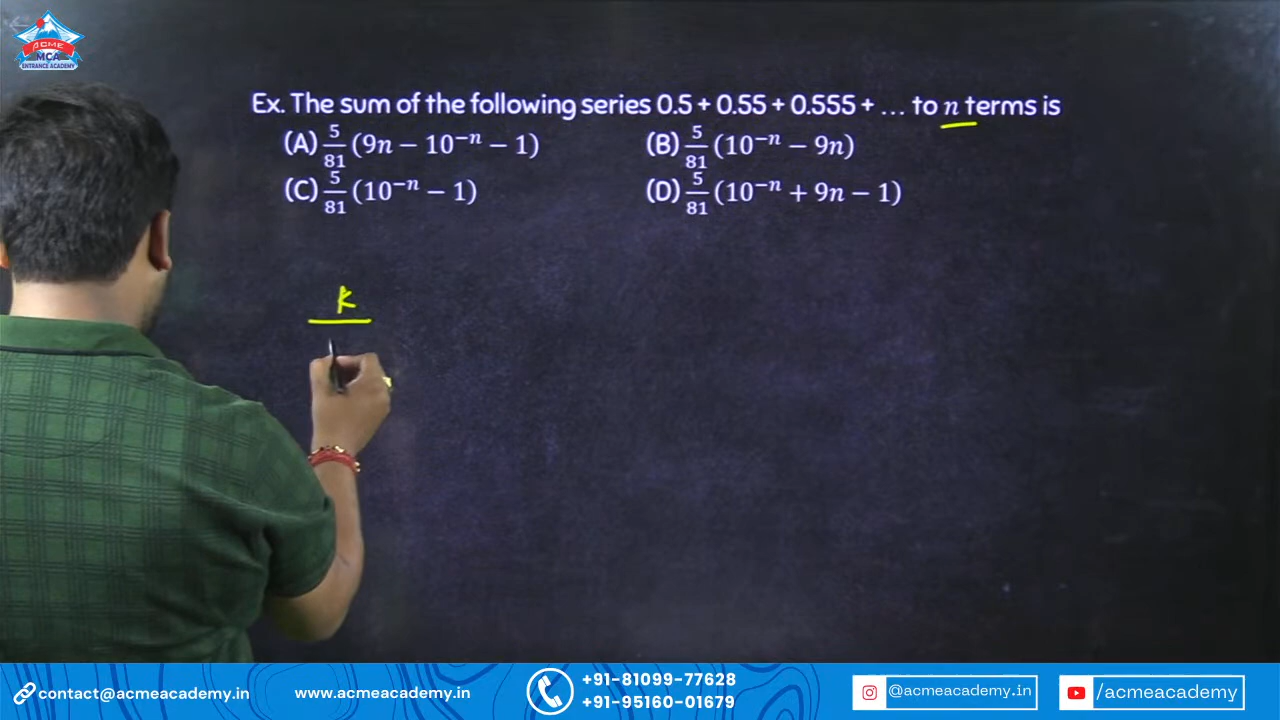 ACME
MCA
ENTRANCE ACADEMY
Ex. The sum of the following series 0.5 + 0.55 + 0.555 + … to n terms is
(A) 5/81 (9n − 10⁻ⁿ − 1) (B) 5/81 (10⁻ⁿ − 9n)
(C) 5/81 (10⁻ⁿ − 1) (D) 5/81 (10⁻ⁿ + 9n − 1)
k
contact@acmeacademy.in www.acmeacademy.in +91-81099-77628 @acmeacademy.in /acmeacademy
+91-95160-01679